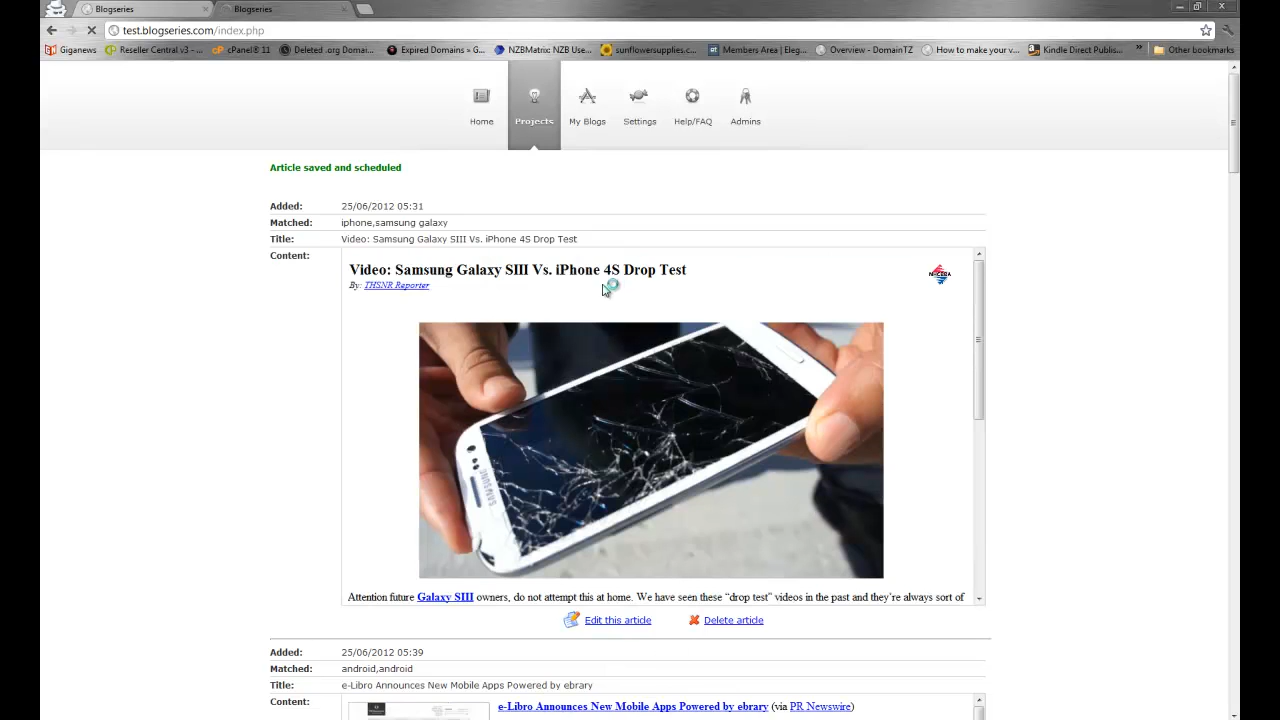 Blogseries
Blogseries
test.blogseries.com/index.php
Giganews
Reseller Central.v3 - ...
cPanel® 11
Deleted .org Domai...
Expired Domains » G...
NZBMatrix: NZB Use...
sunflowersupplies.c...
Members Area | Eleg...
Overview - DomainTZ
How to make your v...
Kindle Direct Publis...
Other bookmarks
Home
Projects
My Blogs
Settings
Help/FAQ
Admins
Article saved and scheduled
Added: 25/06/2012 05:31
Matched: iphone,samsung galaxy
Title: Video: Samsung Galaxy SIII Vs. iPhone 4S Drop Test
Content:
Video: Samsung Galaxy SIII Vs. iPhone 4S Drop Test
By: THSNR Reporter
SAMSUNG
Attention future Galaxy SIII owners, do not attempt this at home. We have seen these “drop test” videos in the past and they’re always sort of
Edit this article
Delete article
Added: 25/06/2012 05:39
Matched: android,android
Title: e-Libro Announces New Mobile Apps Powered by ebrary
Content:
e-Libro Announces New Mobile Apps Powered by ebrary (via PR Newswire)